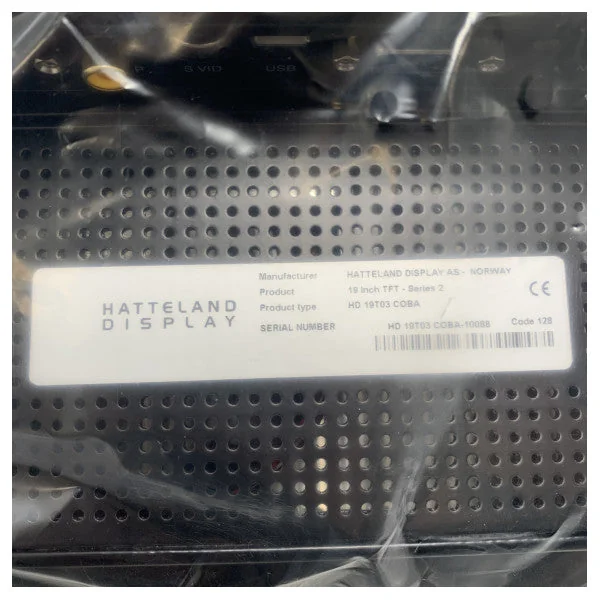 P S VID USB
HATTELAND
DISPLAY
Manufacturer HATTELAND DISPLAY AS - NORWAY
Product 19 inch TFT - Series 2
Product type HD 19T03 COBA
SERIAL NUMBER HD 19T03 COBA-10088 Code 128
CE